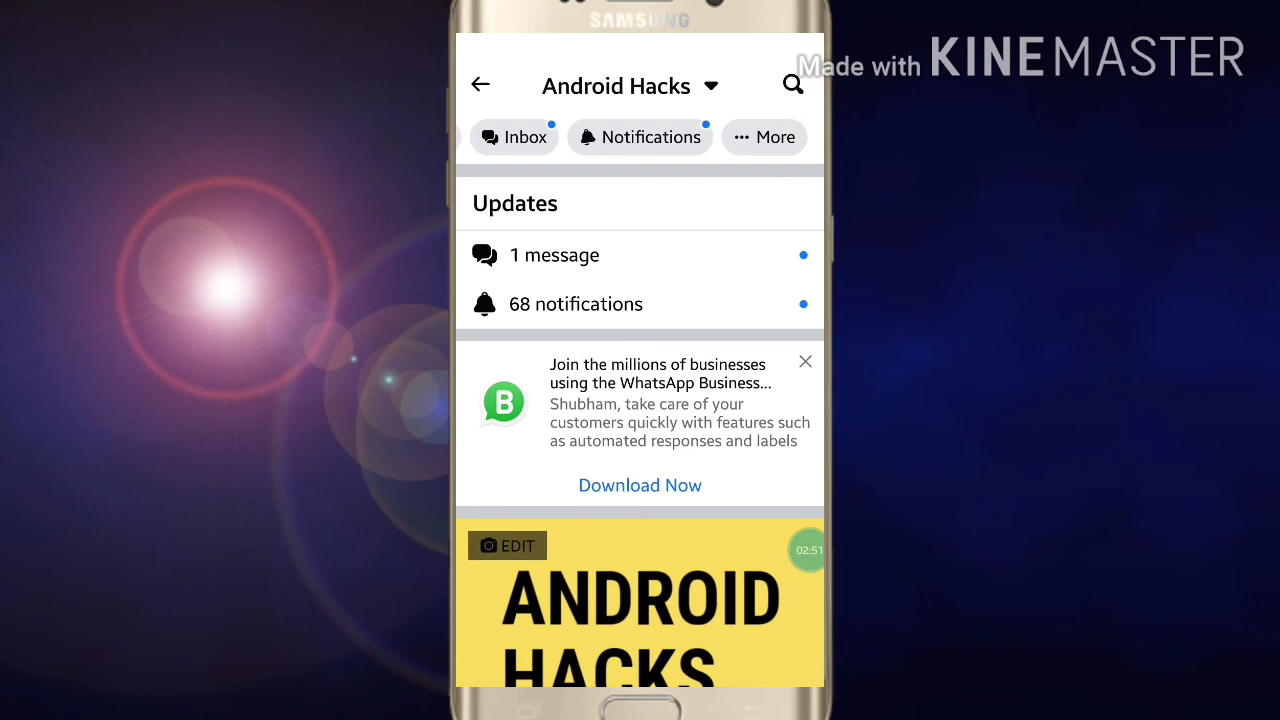 SAMSUNG
Made with KINEMASTER
Android Hacks
Inbox
Notifications
More
Updates
1 message
68 notifications
Join the millions of businesses
using the WhatsApp Business...
Shubham, take care of your
customers quickly with features such
as automated responses and labels
Download Now
EDIT
02:51
ANDROID
HACKS